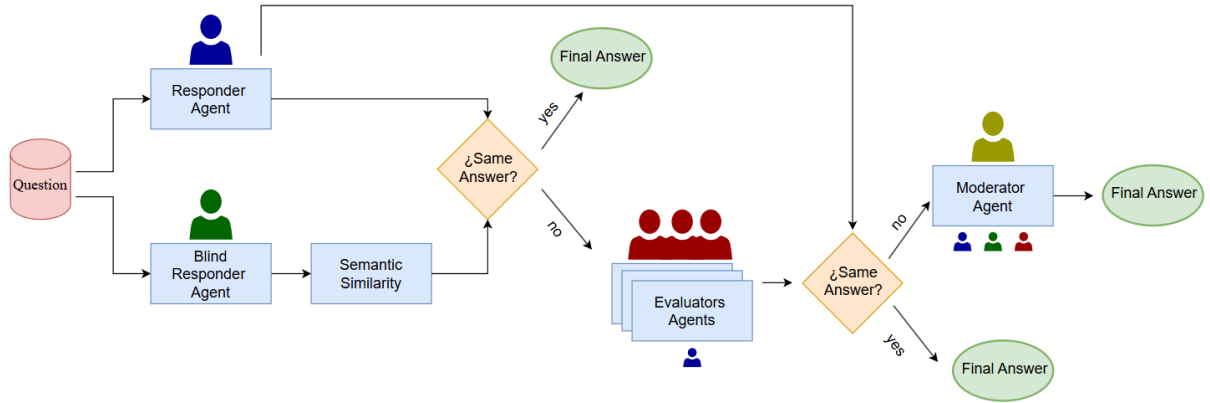 Question
Responder
Agent
Blind
Responder
Agent
Semantic
Similarity
¿Same
Answer?
yes
Final Answer
no
Evaluators
Agents
¿Same
Answer?
no
Moderator
Agent
Final Answer
yes
Final Answer